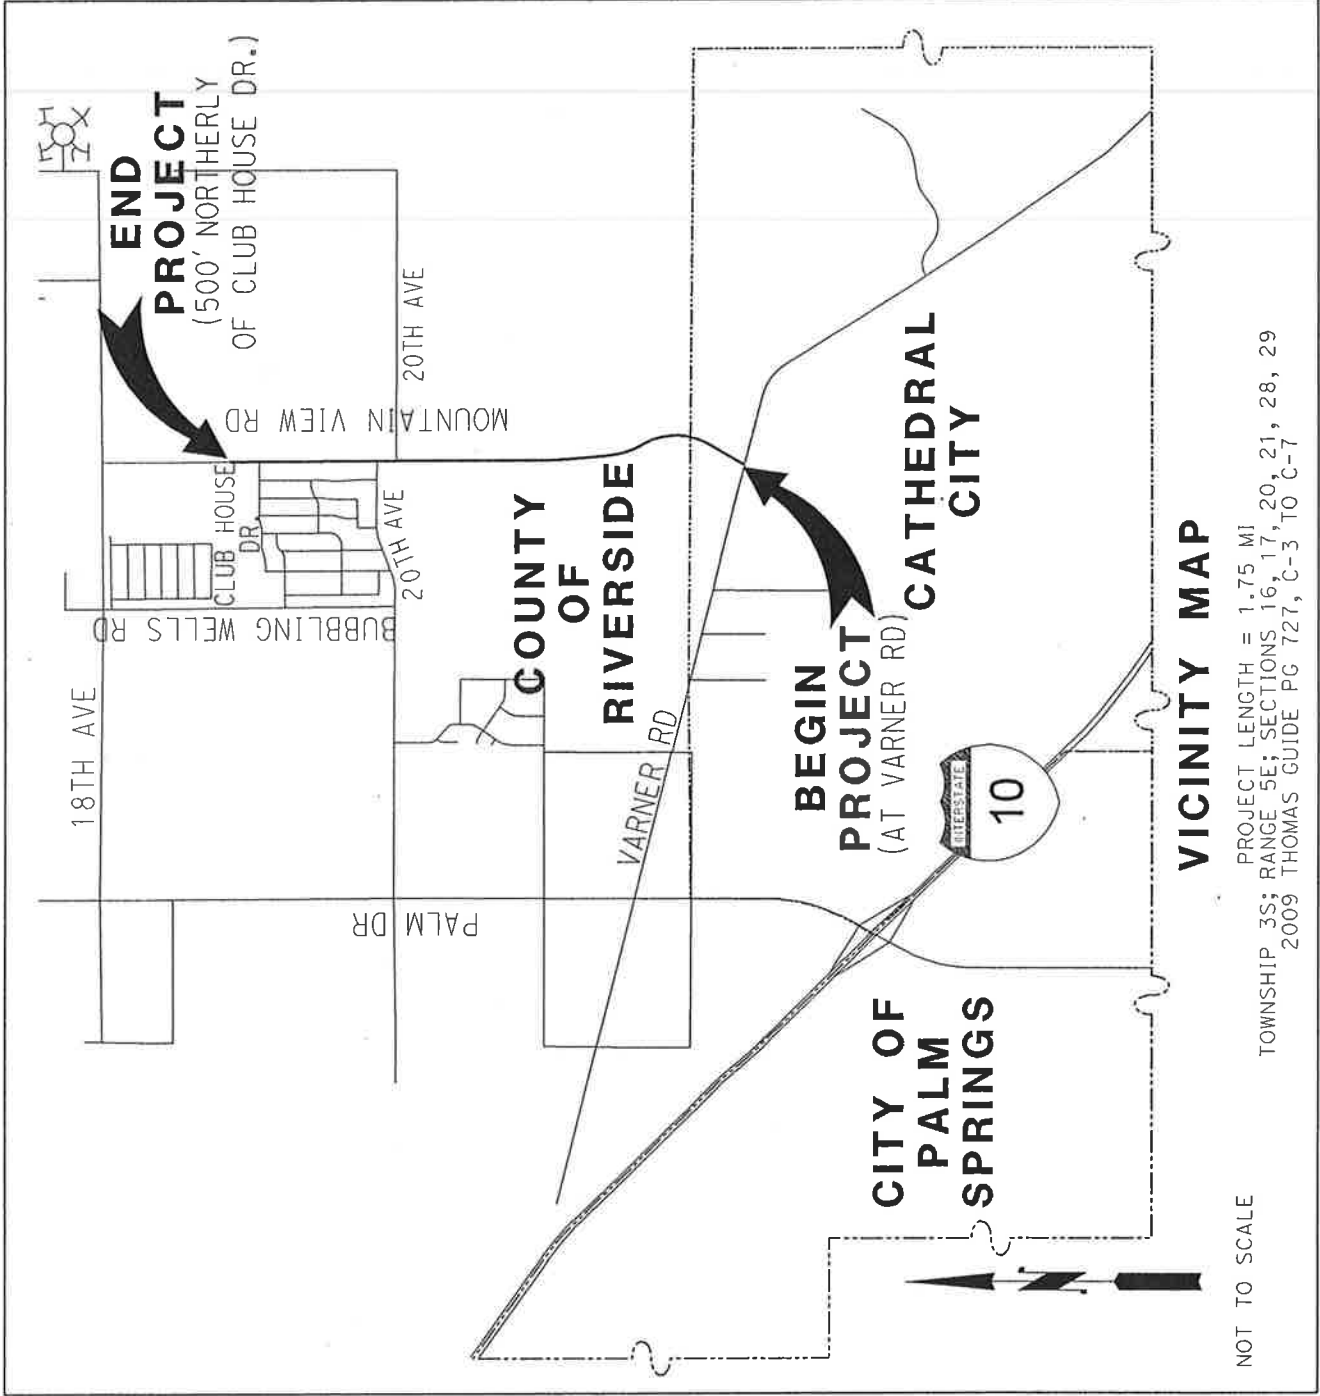 END
PROJECT
(500' NORTHERLY
OF CLUB HOUSE DR.)
18TH AVE
BUBBLING WELLS RD
CLUB HOUSE
DR
MOUNTAIN VIEW RD
20TH AVE
20TH AVE
PALM DR
COUNTY
OF
RIVERSIDE
VARNER RD
BEGIN
PROJECT
(AT VARNER RD)
CATHEDRAL
CITY
INTERSTATE
10
CITY OF
PALM
SPRINGS
NOT TO SCALE
VICINITY MAP
PROJECT LENGTH = 1.75 MI
TOWNSHIP 3S; RANGE 5E; SECTIONS 16, 17, 20, 21, 28, 29
2009 THOMAS GUIDE PG 727, C-3 TO C-7